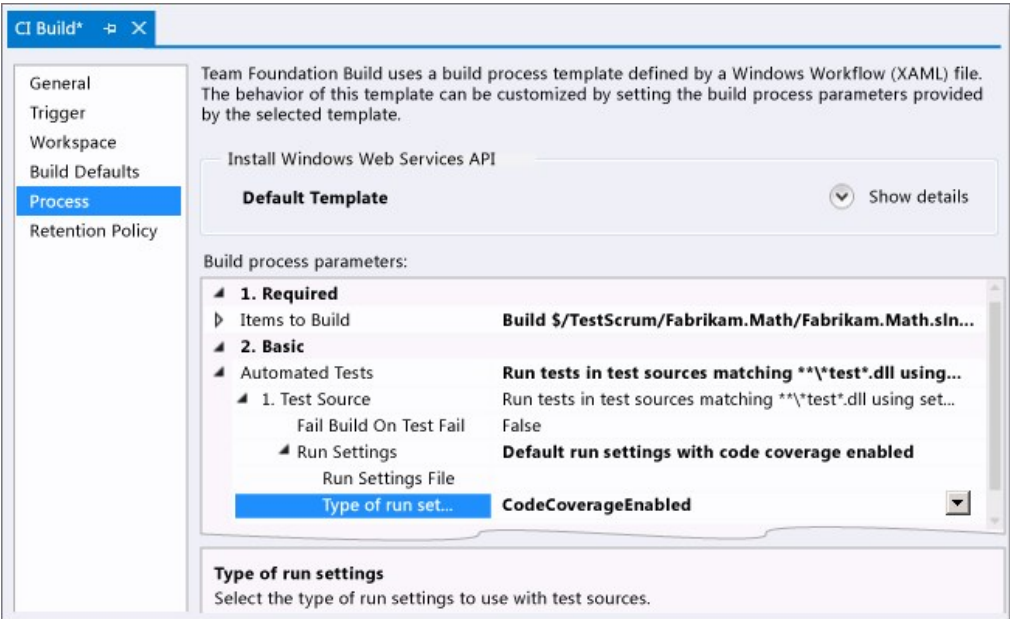 CI Build*
General
Trigger
Workspace
Build Defaults
Process
Retention Policy
Team Foundation Build uses a build process template defined by a Windows Workflow (XAML) file.
The behavior of this template can be customized by setting the build process parameters provided
by the selected template.
Install Windows Web Services API
Default Template Show details
Build process parameters:
1. Required
Items to Build Build $/TestScrum/Fabrikam.Math/Fabrikam.Math.sln...
2. Basic
Automated Tests Run tests in test sources matching **\*test*.dll using...
1. Test Source Run tests in test sources matching **\*test*.dll using set...
Fail Build On Test Fail False
Run Settings Default run settings with code coverage enabled
Run Settings File
Type of run set... CodeCoverageEnabled
Type of run settings
Select the type of run settings to use with test sources.